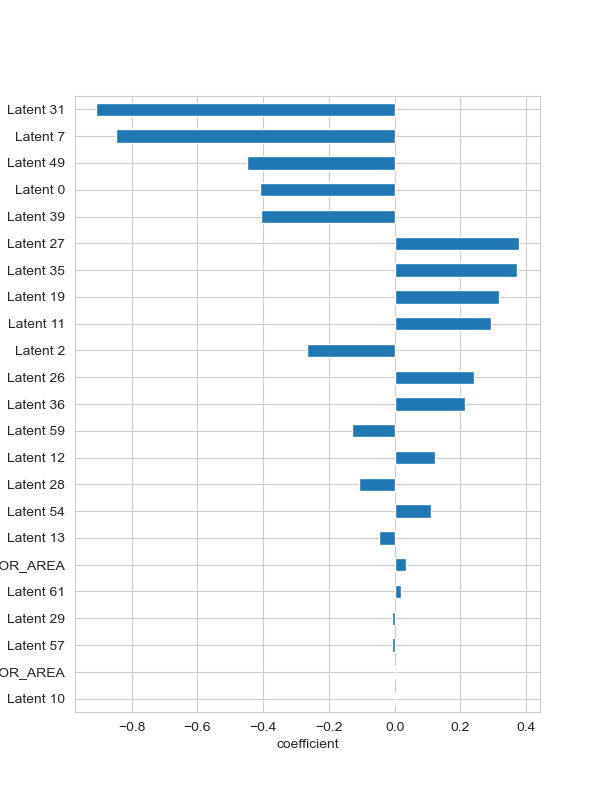 Latent 31
Latent 7
Latent 49
Latent 0
Latent 39
Latent 27
Latent 35
Latent 19
Latent 11
Latent 2
Latent 26
Latent 36
Latent 59
Latent 12
Latent 28
Latent 54
Latent 13
OR_AREA
Latent 61
Latent 29
Latent 57
OR_AREA
Latent 10
−0.8 −0.6 −0.4 −0.2 0.0 0.2 0.4
coefficient